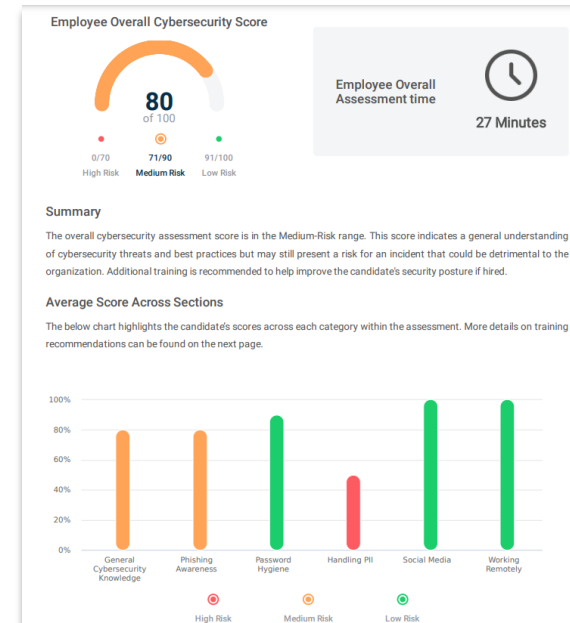 Employee Overall Cybersecurity Score
80
of 100
0/70
71/90
91/100
High Risk
Medium Risk
Low Risk
Employee Overall
Assessment time
27 Minutes
Summary
The overall cybersecurity assessment score is in the Medium-Risk range. This score indicates a general understanding
of cybersecurity threats and best practices but may still present a risk for an incident that could be detrimental to the
organization. Additional training is recommended to help improve the candidate's security posture if hired.
Average Score Across Sections
The below chart highlights the candidate's scores across each category within the assessment. More details on training
recommendations can be found on the next page.
100%
80%
60%
40%
20%
0%
General
Cybersecurity
Knowledge
Phishing
Awareness
Password
Hygiene
Handling PII
Social Media
Working
Remotely
High Risk
Medium Risk
Low Risk